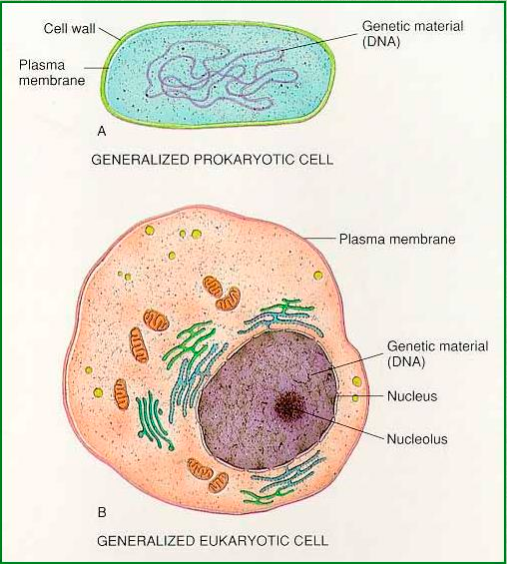 Cell wall
Genetic material
(DNA)
Plasma
membrane
A
GENERALIZED PROKARYOTIC CELL
Plasma membrane
Genetic material
(DNA)
Nucleus
Nucleolus
B
GENERALIZED EUKARYOTIC CELL